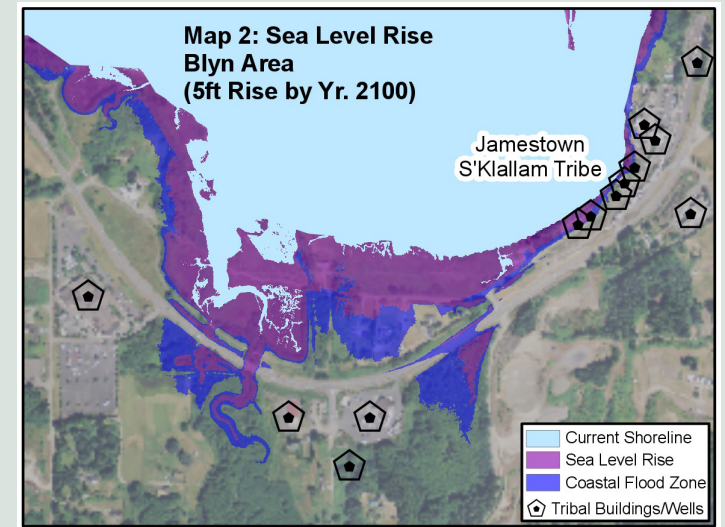 Map 2: Sea Level Rise
Blyn Area
(5ft Rise by Yr. 2100)
Jamestown
S'Klallam Tribe
Current Shoreline
Sea Level Rise
Coastal Flood Zone
Tribal Buildings/Wells